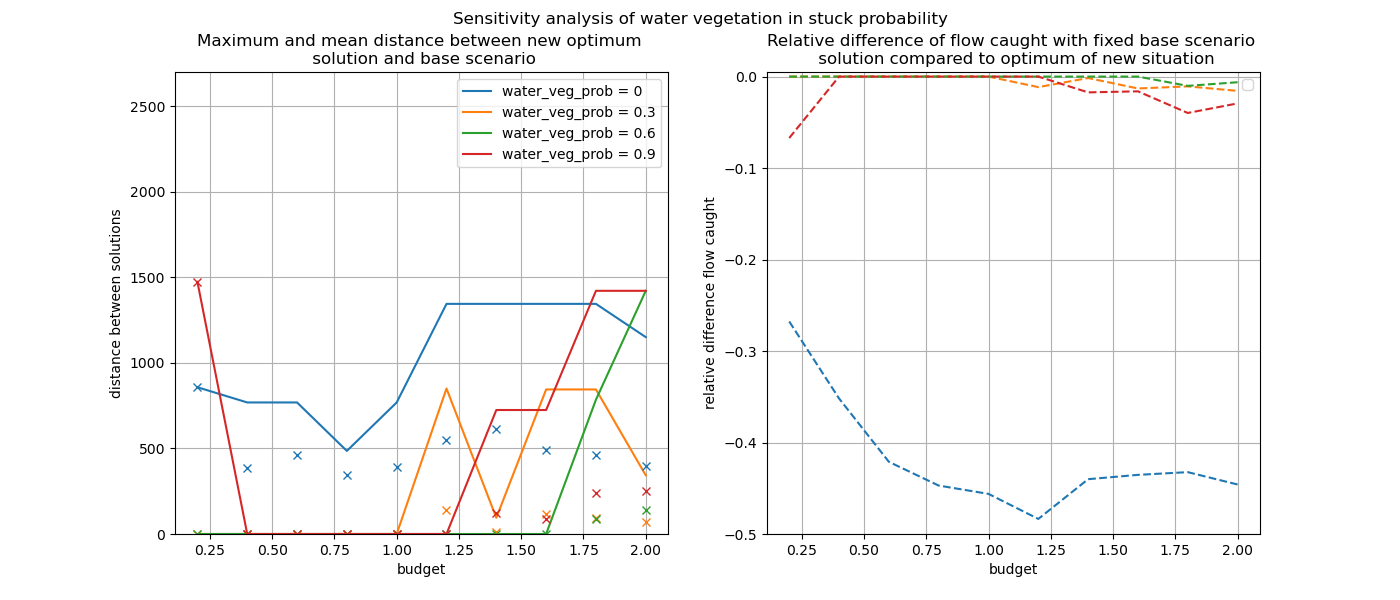 Sensitivity analysis of water vegetation in stuck probability
Maximum and mean distance between new optimum
solution and base scenario
distance between solutions
2500
2000
1500
1000
500
0
water_veg_prob = 0
water_veg_prob = 0.3
water_veg_prob = 0.6
water_veg_prob = 0.9
0.25 0.50 0.75 1.00 1.25 1.50 1.75 2.00
budget
Relative difference of flow caught with fixed base scenario
solution compared to optimum of new situation
relative difference flow caught
0.0
−0.1
−0.2
−0.3
−0.4
−0.5
0.25 0.50 0.75 1.00 1.25 1.50 1.75 2.00
budget